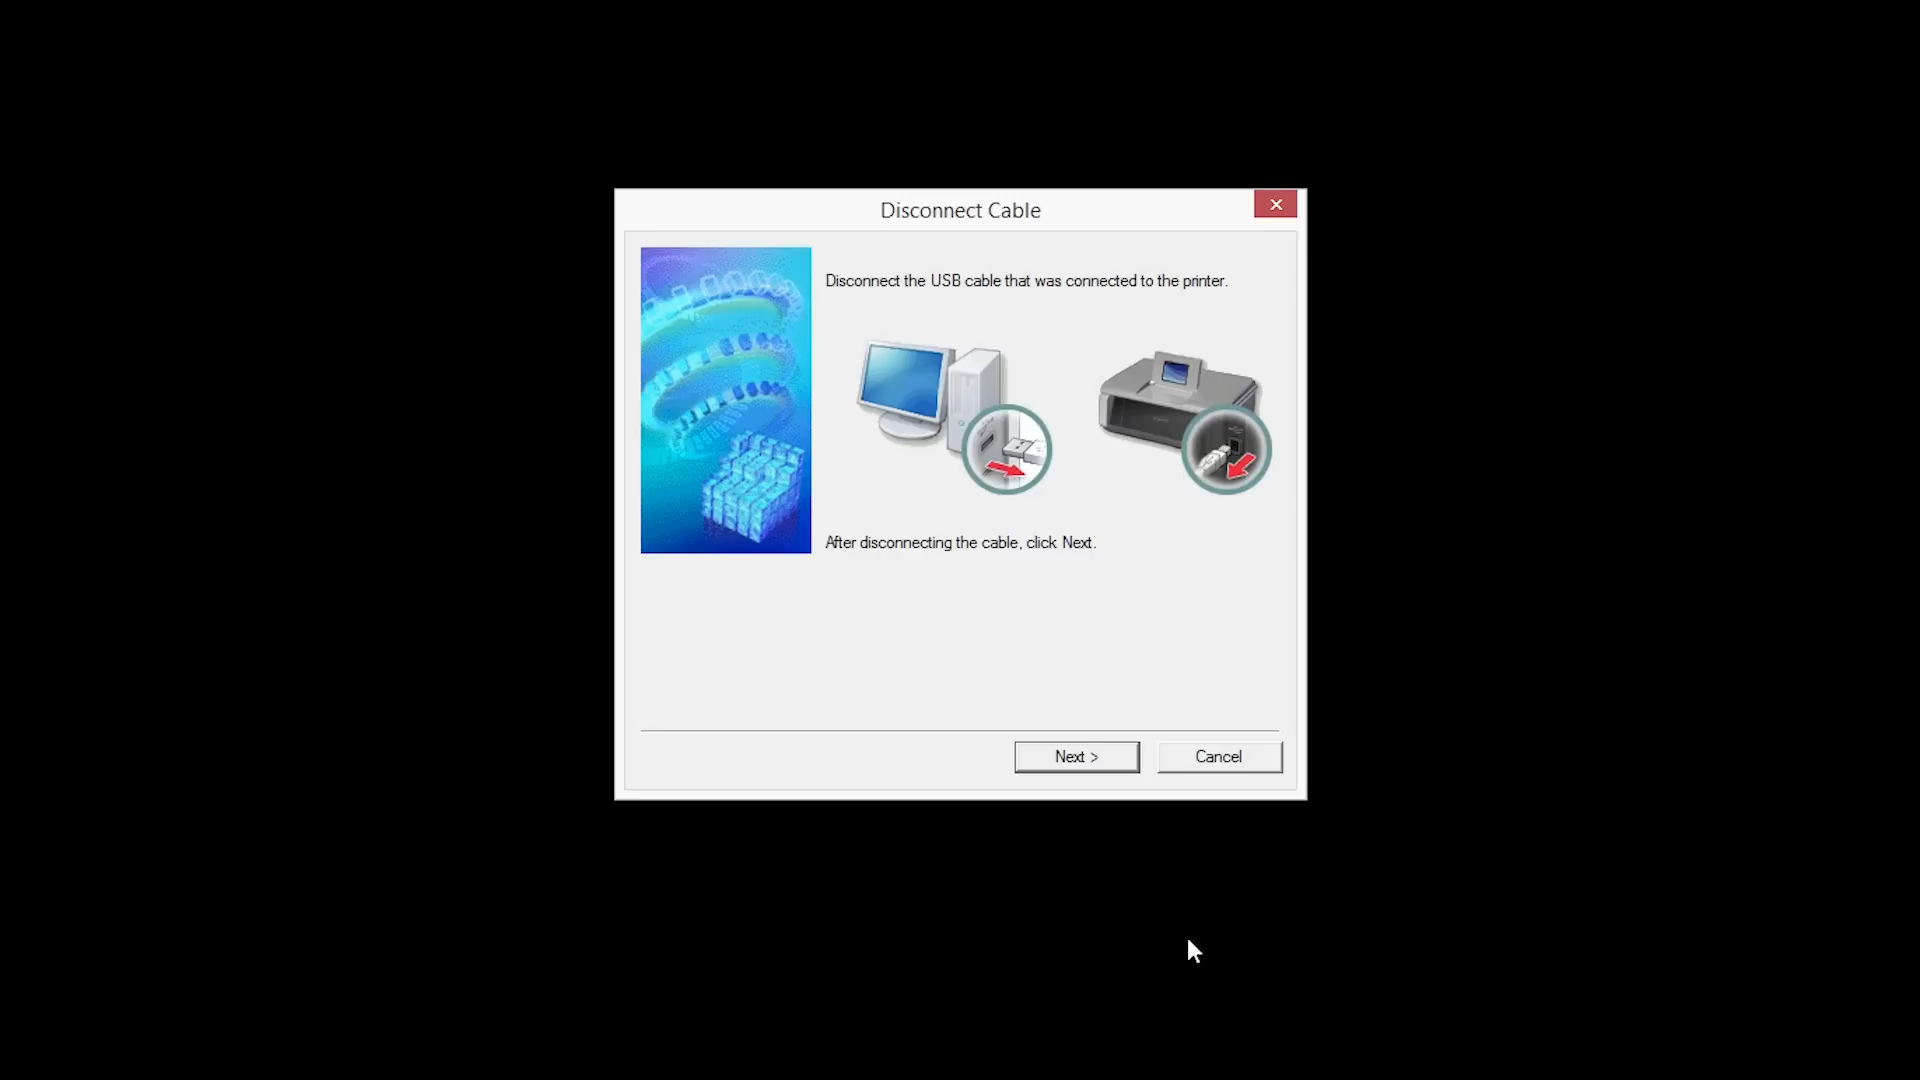 Disconnect Cable
Disconnect the USB cable that was connected to the printer.
After disconnecting the cable, click Next.
Next >
Cancel